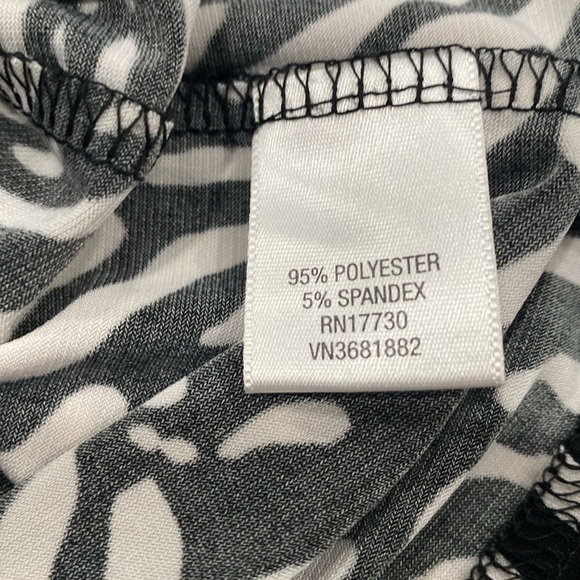 95% POLYESTER
5% SPANDEX
RN17730
VN3681882